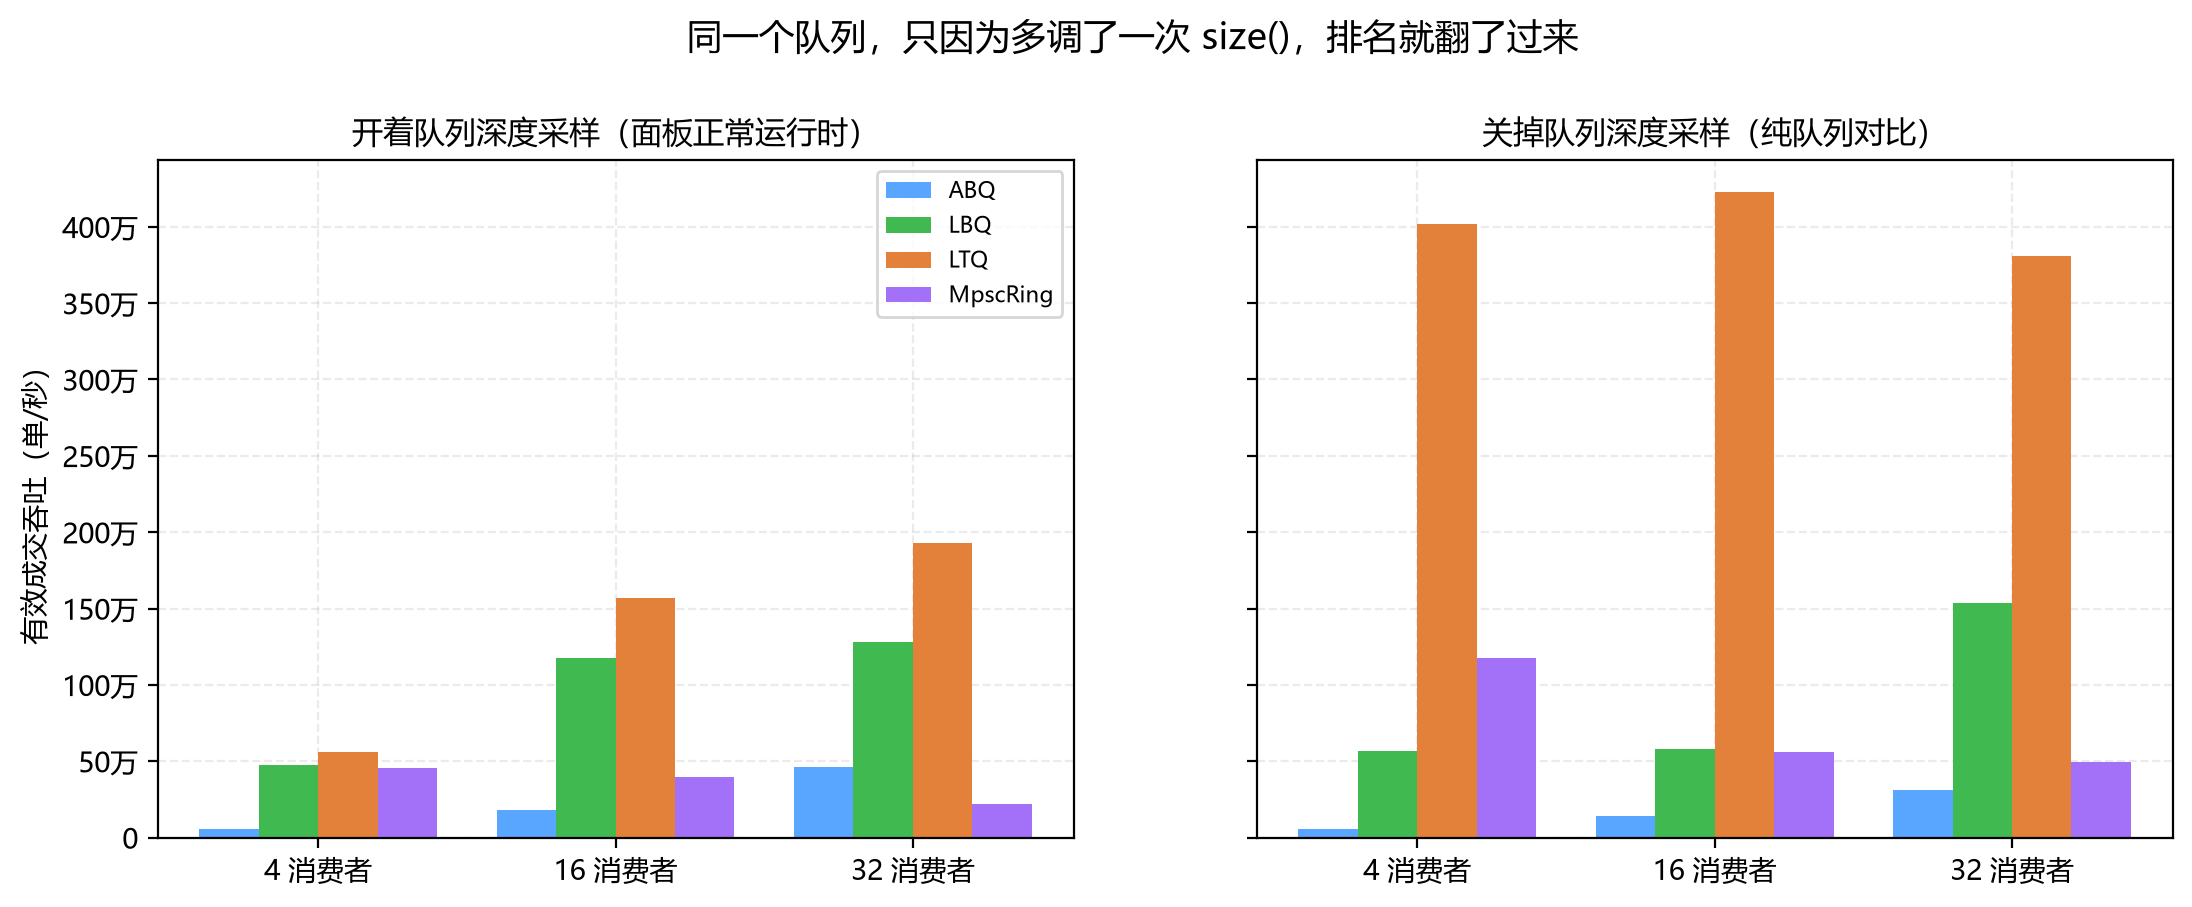 同一个队列，只因为多调了一次 size()，排名就翻了过来
开着队列深度采样（面板正常运行时）
有效成交吞吐（单/秒）
400万
350万
300万
250万
200万
150万
100万
50万
0
ABQ
LBQ
LTQ
MpscRing
4 消费者
16 消费者
32 消费者
关掉队列深度采样（纯队列对比）
4 消费者
16 消费者
32 消费者